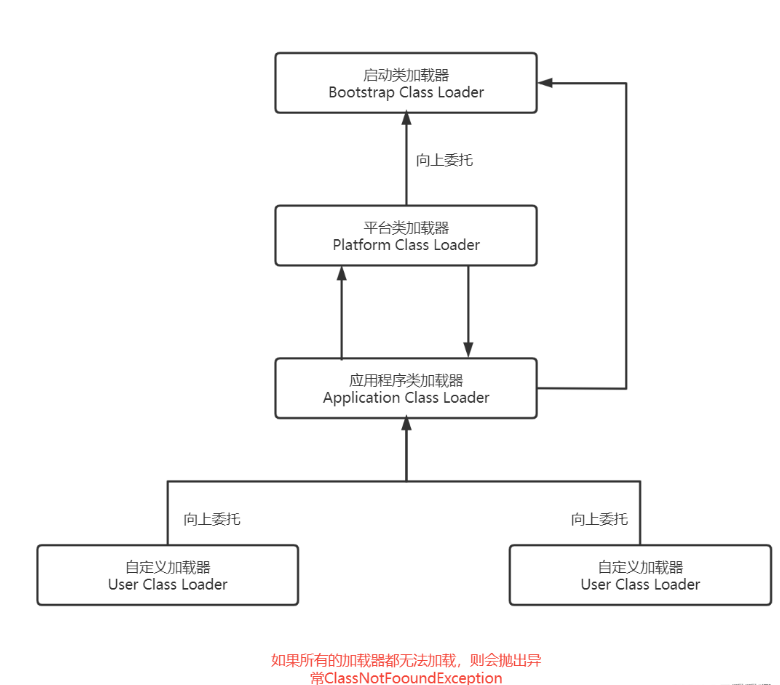 启动类加载器
Bootstrap Class Loader
向上委托
平台类加载器
Platform Class Loader
应用程序类加载器
Application Class Loader
向上委托
向上委托
自定义加载器
User Class Loader
自定义加载器
User Class Loader
如果所有的加载器都无法加载，则会抛出异
常ClassNotFooundException